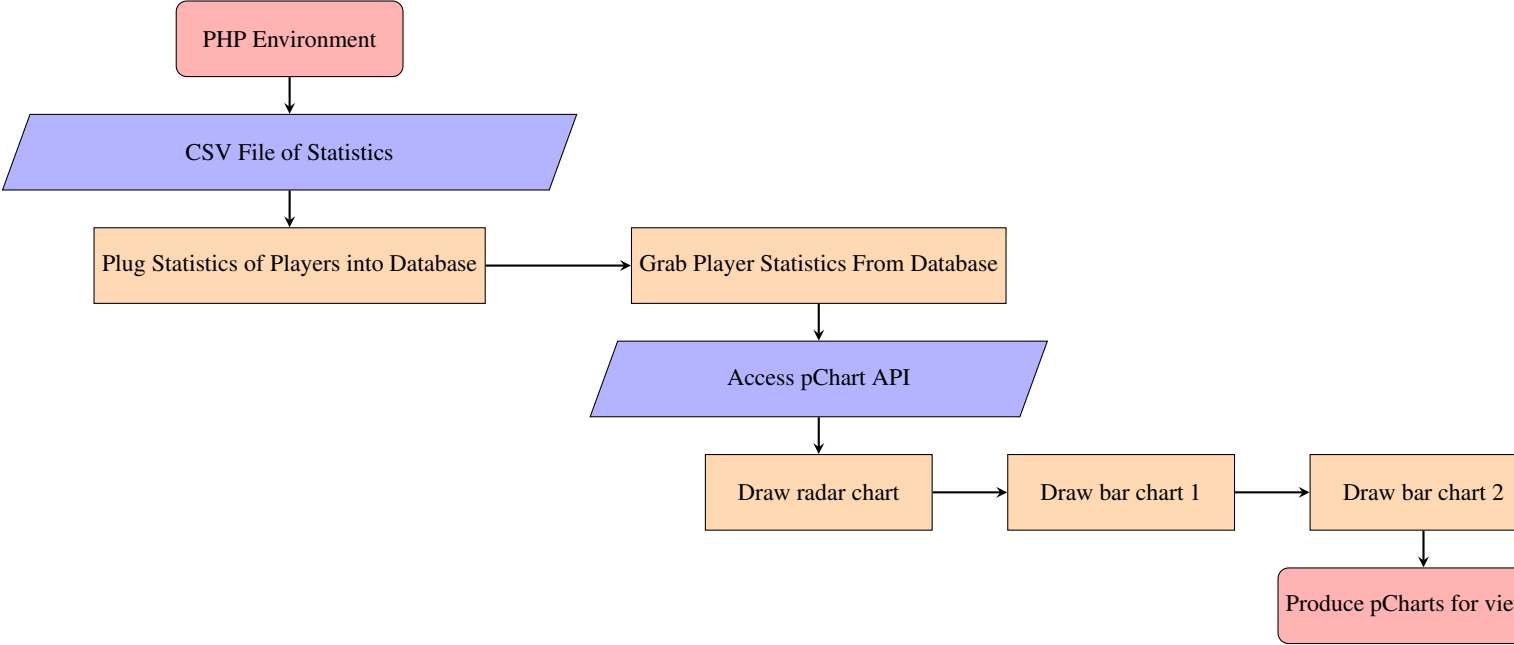 PHP Environment
CSV File of Statistics
Plug Statistics of Players into Database
Grab Player Statistics From Database
Access pChart API
Draw radar chart
Draw bar chart 1
Draw bar chart 2
Produce pCharts for